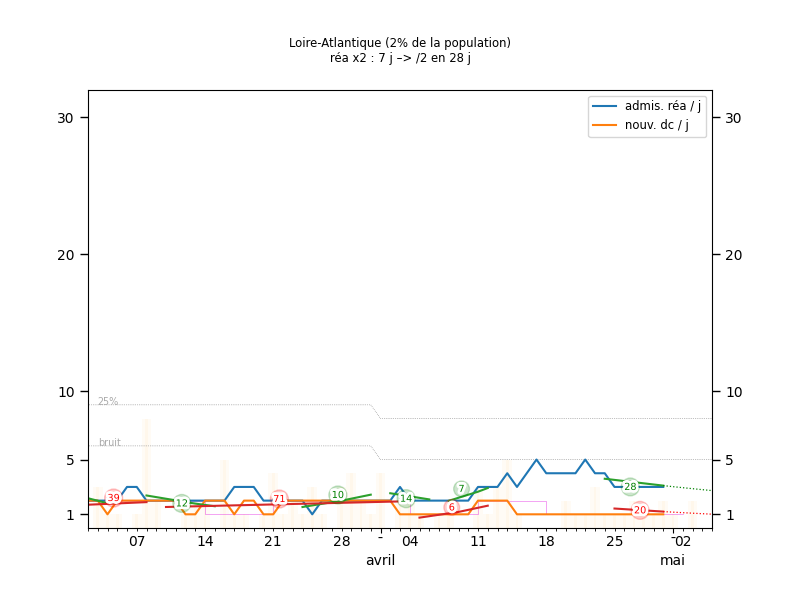 Loire-Atlantique (2% de la population)
réa x2 : 7 j –> /2 en 28 j
admis. réa / j
nouv. dc / j
30 30
20 20
10 10
25%
bruit
5 5
1 1
39 12 71 10 14 7 6 28 20
07 14 21 28 04 11 18 25 02
avril mai